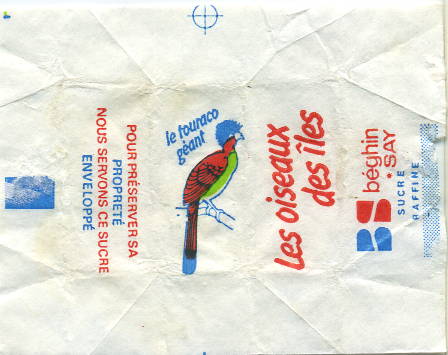 le touraco
géant
Les oiseaux
des îles
béghin
SAY
SUCRE
RAFFINE
POUR PRÉSERVER SA
PROPRETÉ
NOUS SERVONS CE SUCRE
ENVELOPPÉ